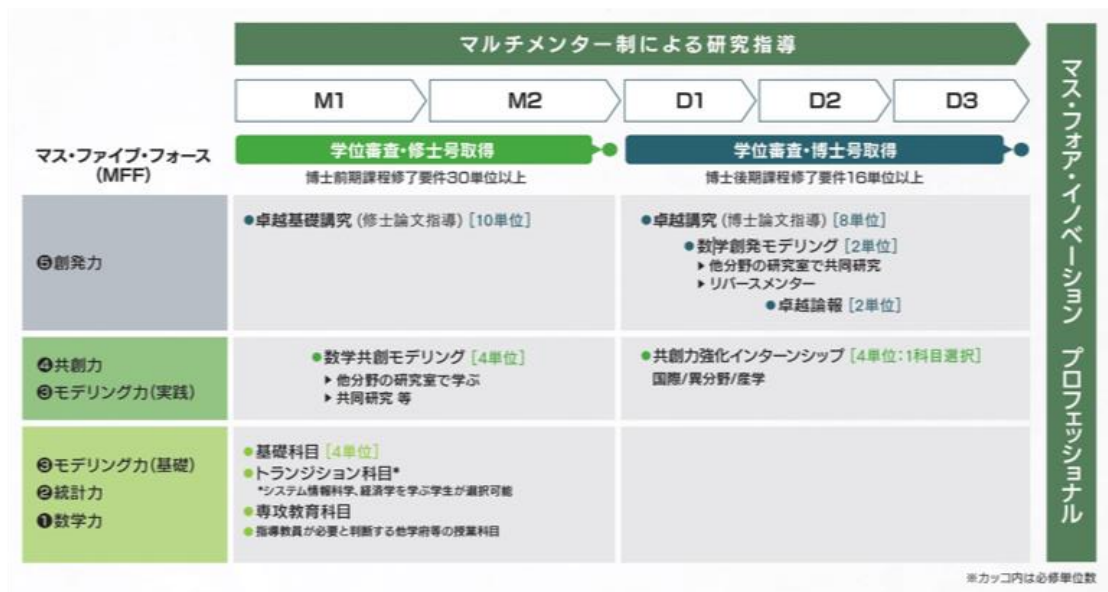 マルチメンター制による研究指導
M1
M2
D1
D2
D3
マス・ファイブ・フォース
(MFF)
学位審査・修士号取得
学位審査・博士号取得
博士前期課程修了要件30単位以上
博士後期課程修了要件16単位以上
❺創発力
●卓越基礎講究 (修士論文指導) [10単位]
●卓越講究 (博士論文指導) [8単位]
●数学創発モデリング [2単位]
▶ 他分野の研究室で共同研究
▶ リバースメンター
●卓越論報 [2単位]
❹共創力
❸モデリング力(実践)
●数学共創モデリング [4単位]
▶ 他分野の研究室で学ぶ
▶ 共同研究 等
●共創力強化インターンシップ [4単位:1科目選択]
国際/異分野/産学
❸モデリング力(基礎)
❷統計力
❶数学力
●基礎科目 [4単位]
●トランジション科目*
*システム情報科学、経済学を学ぶ学生が選択可能
●専攻教育科目
●指導教員が必要と判断する他学府等の授業科目
マス・フォア・イノベーション プロフェッショナル
※カッコ内は必修単位数